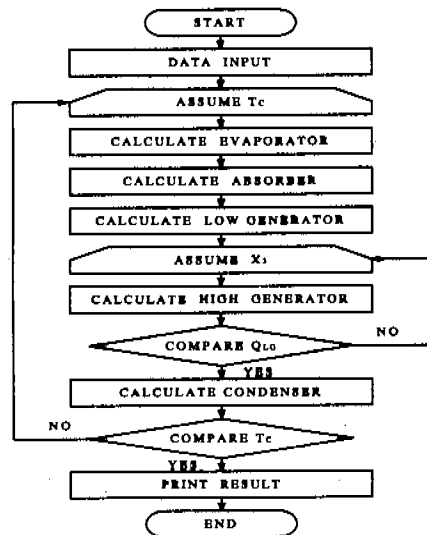 START
DATA INPUT
ASSUME Tc
CALCULATE EVAPORATOR
CALCULATE ABSORBER
CALCULATE LOW GENERATOR
ASSUME X₃
CALCULATE HIGH GENERATOR
NO
COMPARE QLG
YES
CALCULATE CONDENSER
NO
COMPARE Tc
YES
PRINT RESULT
END